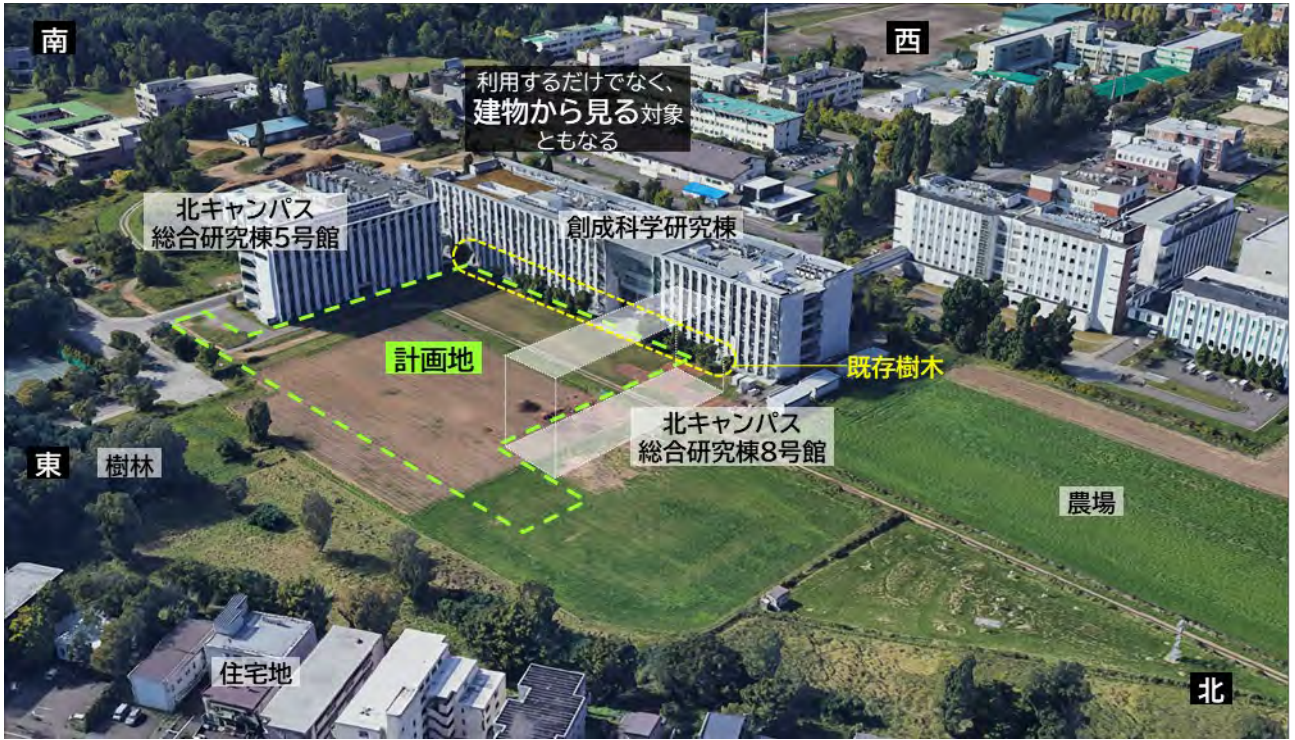 南
西
利用するだけでなく、
建物から見る対象
ともなる
北キャンパス
総合研究棟5号館
創成科学研究棟
計画地
既存樹木
北キャンパス
総合研究棟8号館
東
樹林
農場
住宅地
北